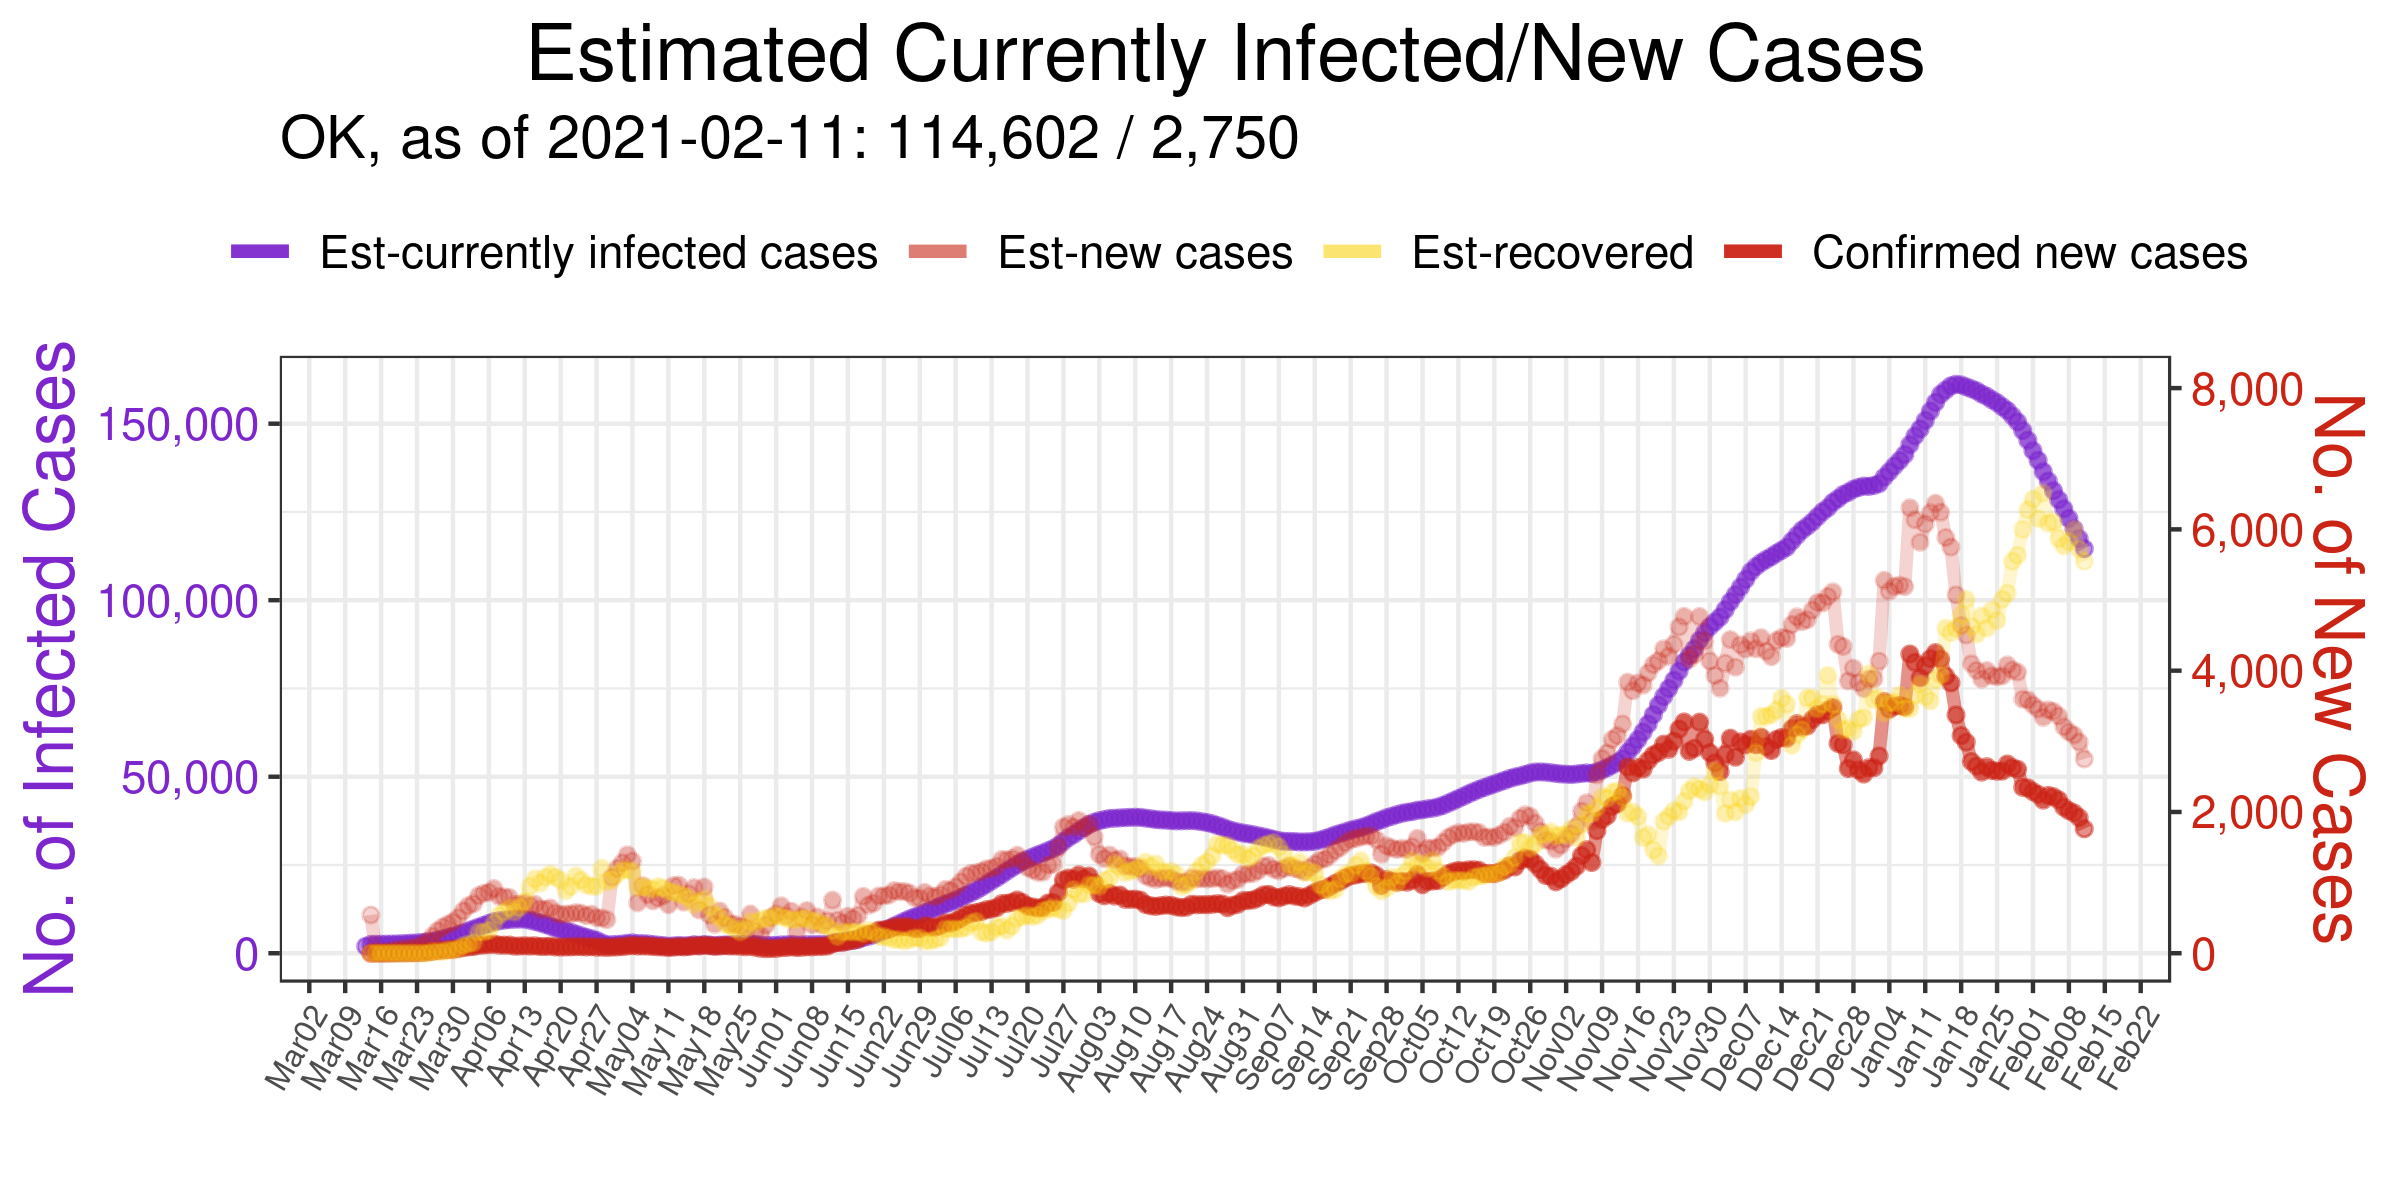 Estimated Currently Infected/New Cases
OK, as of 2021-02-11: 114,602 / 2,750
Est-currently infected cases Est-new cases Est-recovered Confirmed new cases
No. of Infected Cases
150,000
100,000
50,000
0
8,000
6,000
4,000
2,000
0
No. of New Cases
Mar02 Mar09 Mar16 Mar23 Mar30 Apr06 Apr13 Apr20 Apr27 May04 May11 May18 May25 Jun01 Jun08 Jun15 Jun22 Jun29 Jul06 Jul13 Jul20 Jul27 Aug03 Aug10 Aug17 Aug24 Aug31 Sep07 Sep14 Sep21 Sep28 Oct05 Oct12 Oct19 Oct26 Nov02 Nov09 Nov16 Nov23 Nov30 Dec07 Dec14 Dec21 Dec28 Jan04 Jan11 Jan18 Jan25 Feb01 Feb08 Feb15 Feb22